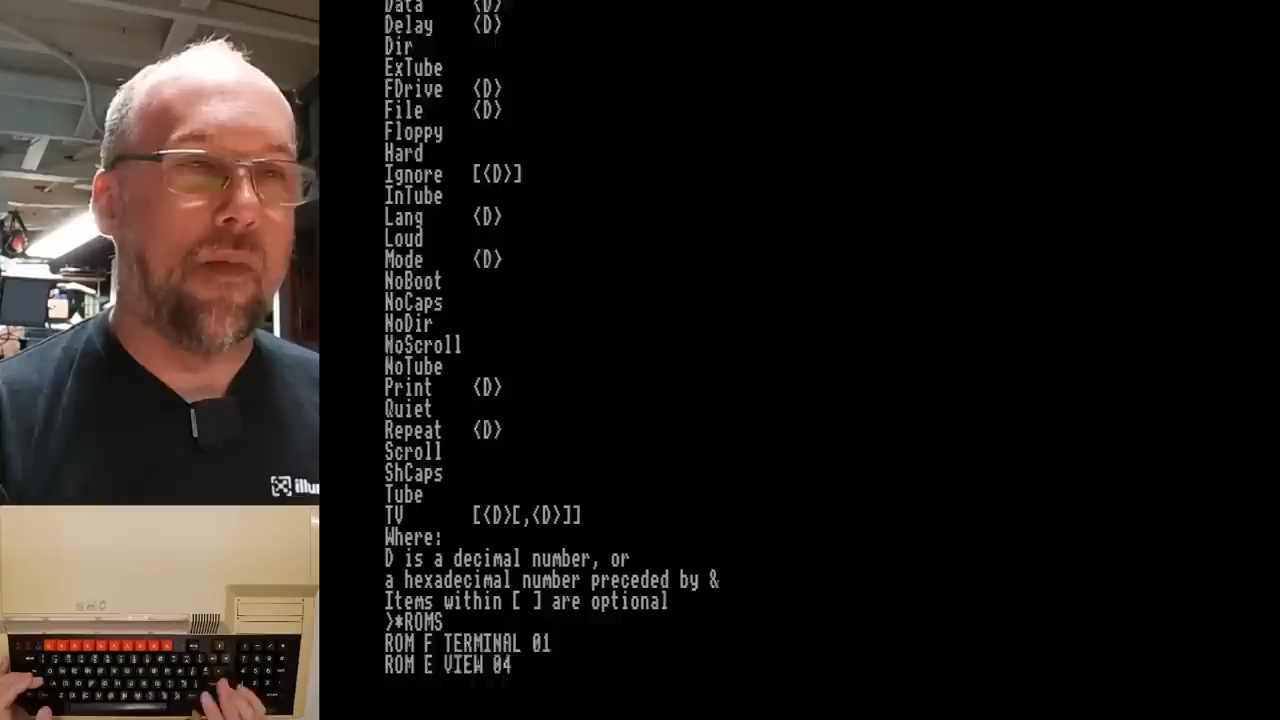 Data <D>
Delay <D>
Dir
ExTube
FDrive <D>
File <D>
Floppy
Hard
Ignore [<D>]
InTube
Lang <D>
Loud
Mode <D>
NoBoot
NoCaps
NoDir
NoScroll
NoTube
Print <D>
Quiet
Repeat <D>
Scroll
ShCaps
Tube
TV [<D>[,<D>]]
Where:
D is a decimal number, or
a hexadecimal number preceded by &
Items within [ ] are optional
>*ROMS
ROM F TERMINAL 01
ROM E VIEW 04